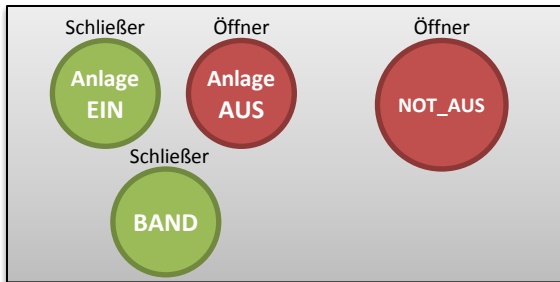 Schließer
Öffner
Öffner
Anlage
EIN
Anlage
AUS
NOT_AUS
Schließer
BAND